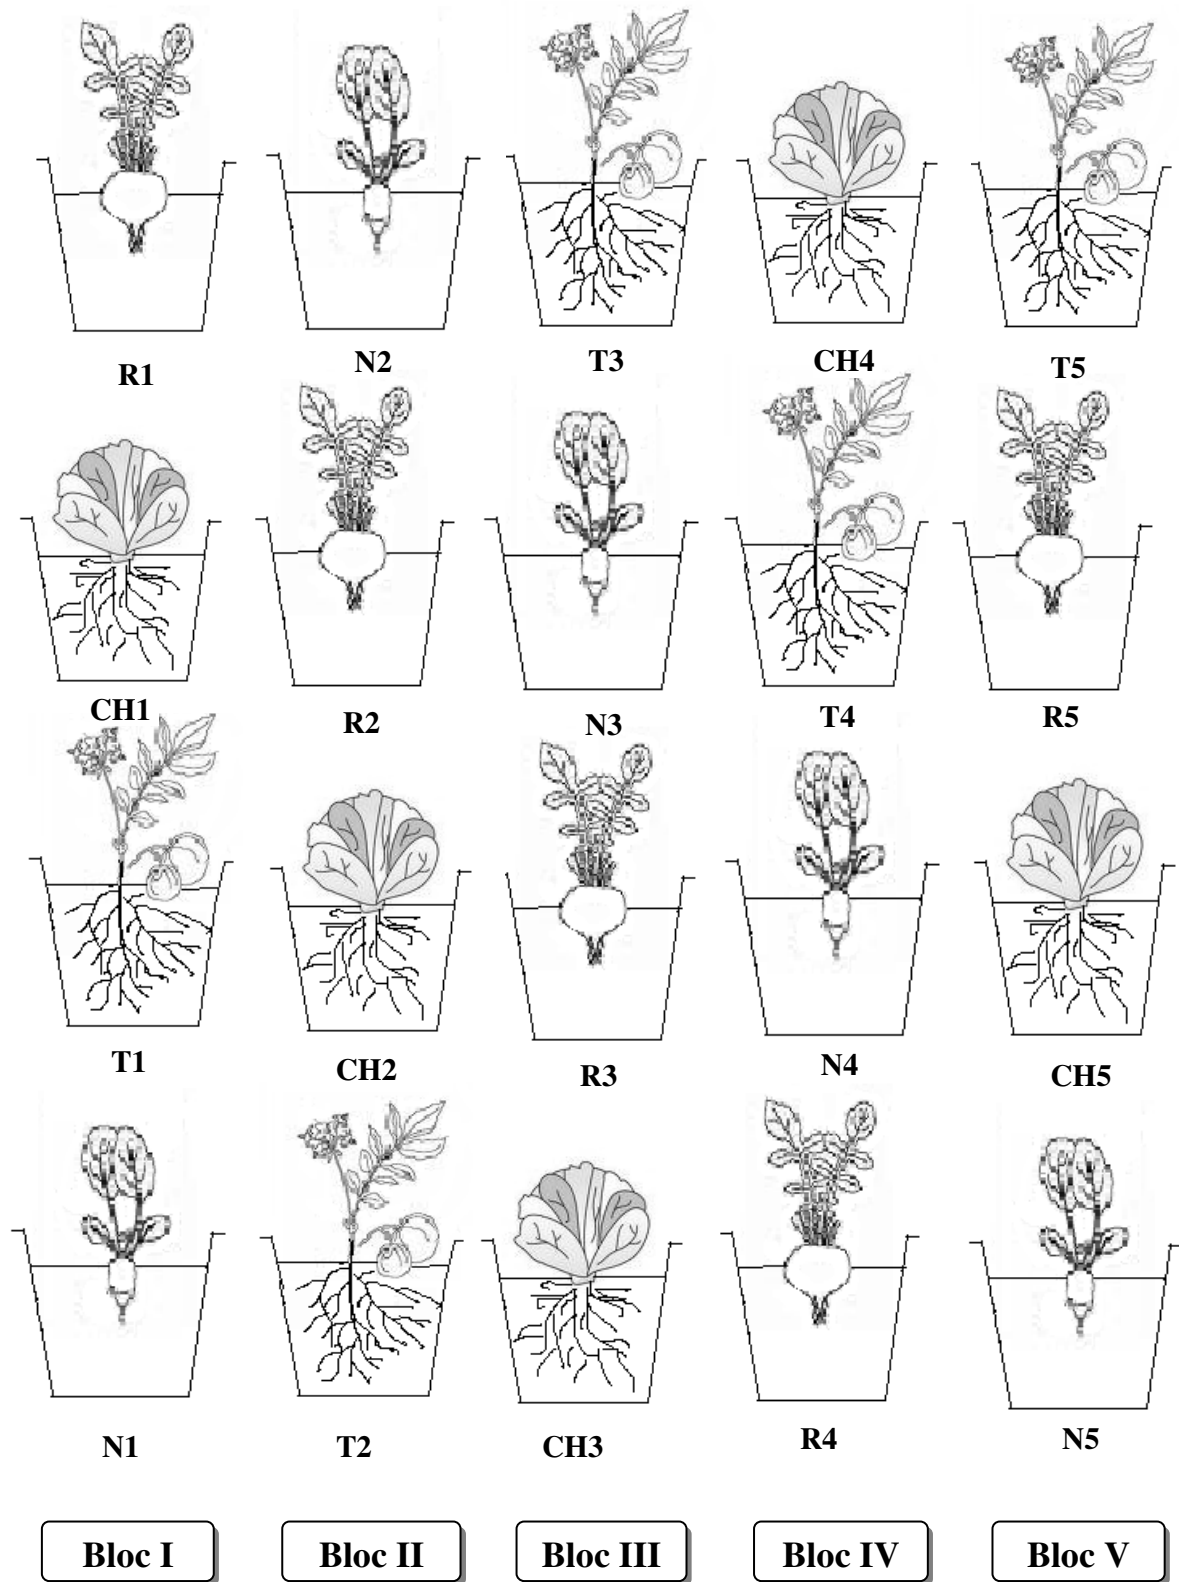 R1
N2
T3
CH4
T5
CH1
R2
N3
T4
R5
T1
CH2
R3
N4
CH5
N1
T2
CH3
R4
N5
Bloc I
Bloc II
Bloc III
Bloc IV
Bloc V